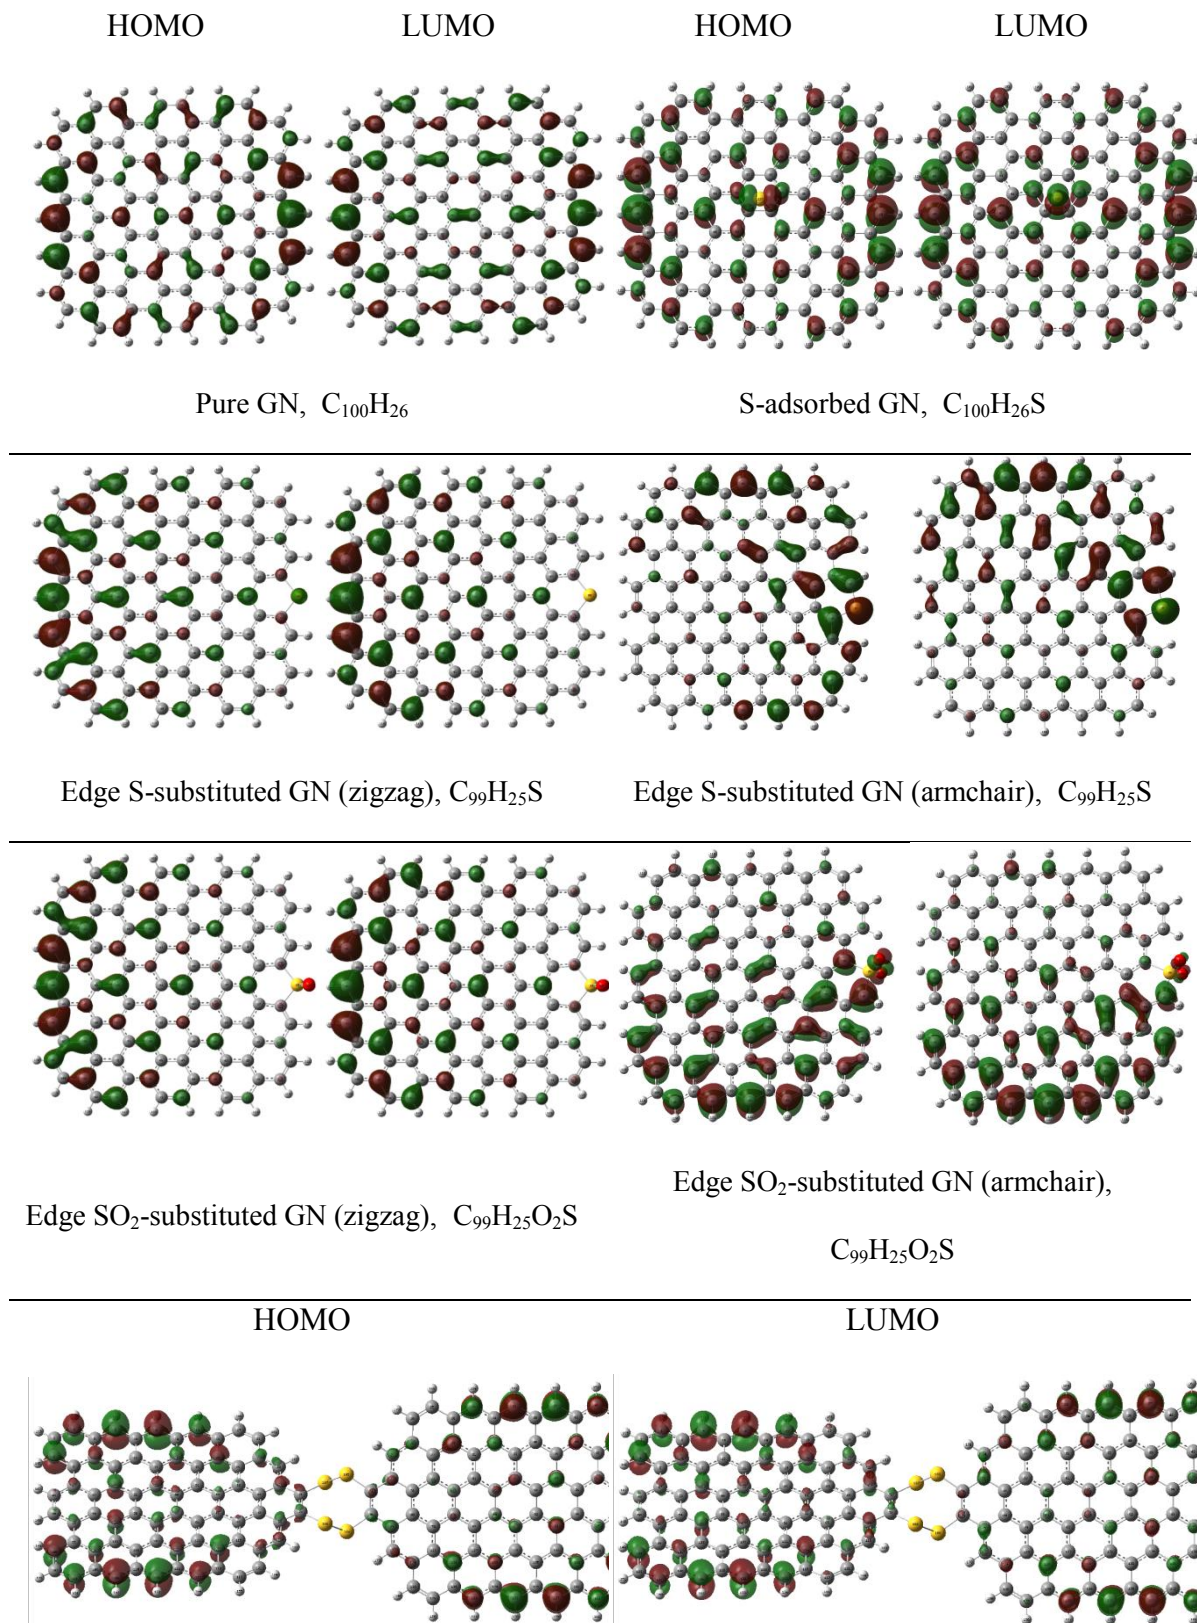 HOMO LUMO HOMO LUMO
Pure GN, C₁₀₀H₂₆ S-adsorbed GN, C₁₀₀H₂₆S
Edge S-substituted GN (zigzag), C₉₉H₂₅S Edge S-substituted GN (armchair), C₉₉H₂₅S
Edge SO₂-substituted GN (armchair),
Edge SO₂-substituted GN (zigzag), C₉₉H₂₅O₂S
C₉₉H₂₅O₂S
HOMO LUMO